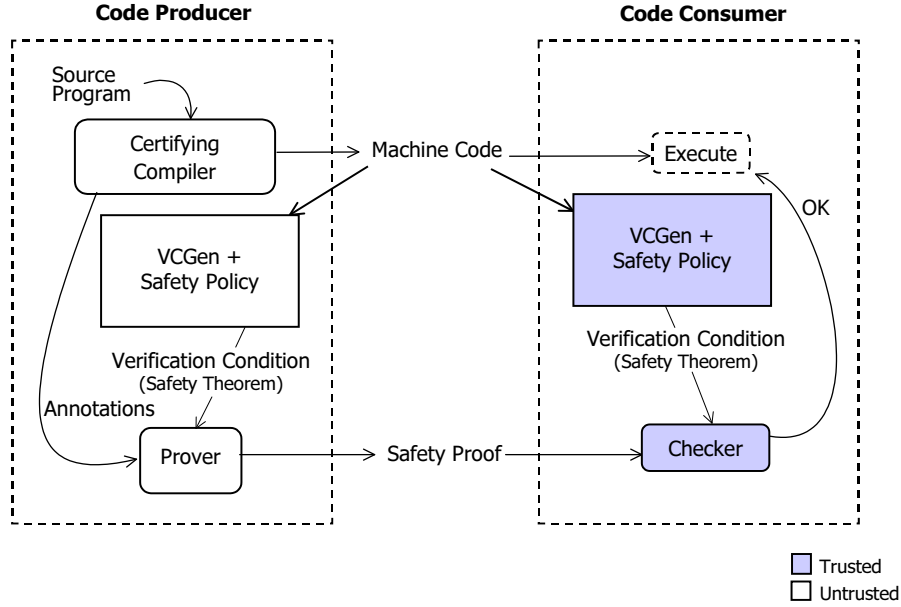 Code Producer
Code Consumer
Source
Program
Certifying
Compiler
Machine Code
Execute
OK
VCGen +
Safety Policy
VCGen +
Safety Policy
Verification Condition
(Safety Theorem)
Verification Condition
(Safety Theorem)
Annotations
Prover
Safety Proof
Checker
Trusted
Untrusted